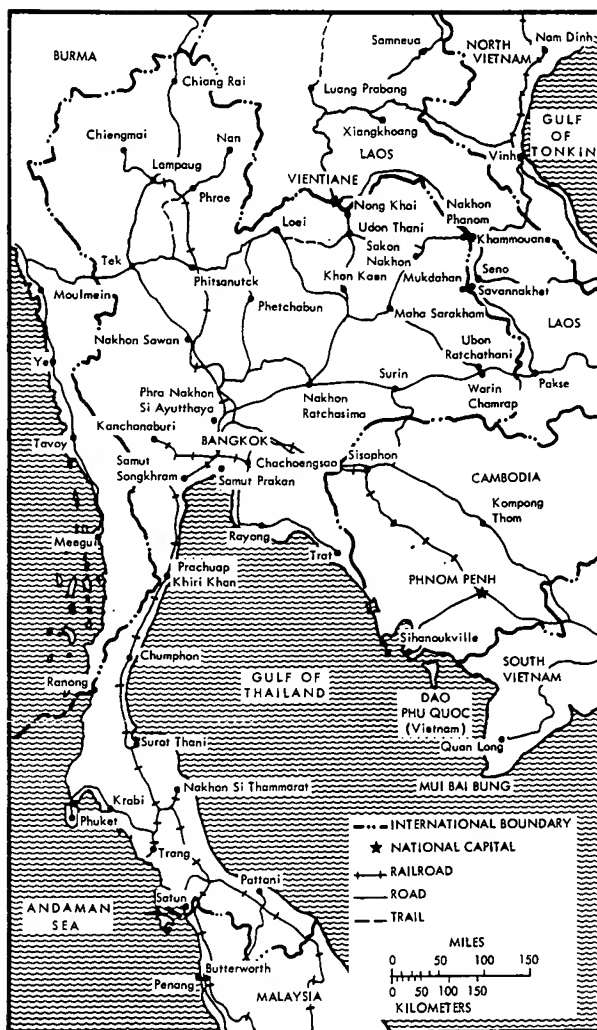 BURMA
Samneua
NORTH
VIETNAM
Nam Dinh
Chiang Rai
Luang Prabang
Xiangkhoang
GULF
OF
TONKIN
Chiengmai
Nan
LAOS
Vinh
Lampaug
VIENTIANE
Phrae
Nong Khai
Nakhon
Phanom
Loei
Udon Thani
Khammouane
Tek
Sakon
Nakhon
Seno
Phitsanutck
Khan Kaen
Mukdahan
Savannakhet
Moulmein
Phetchabun
Maha Sarakham
LAOS
Nakhon Sawan
Ubon
Ratchathani
Ye
Surin
Phra Nakhon
Si Ayutthaya
Nakhon
Ratchasima
Warin
Chamrap
Pakse
Kanchanaburi
BANGKOK
Tavoy
Samut
Songkhram
Chachoengsao
Sisophon
Samut Prakan
CAMBODIA
Kompong
Thom
Meegui
Rayong
Trat
Prachuap
Khiri Khan
PHNOM PENH
Sihanoukville
Chumphon
GULF OF
THAILAND
SOUTH
VIETNAM
Ranong
DAO
PHU QUOC
(Vietnam)
Surat Thani
Quan Long
MUI BAI BUNG
Nakhon Si Thammarat
Krabi
Phuket
Trang
INTERNATIONAL BOUNDARY
NATIONAL CAPITAL
RAILROAD
ROAD
TRAIL
Pattani
Satun
ANDAMAN
SEA
MILES
0 50 100 150
0 50 100 150
KILOMETERS
Butterworth
Penang
MALAYSIA